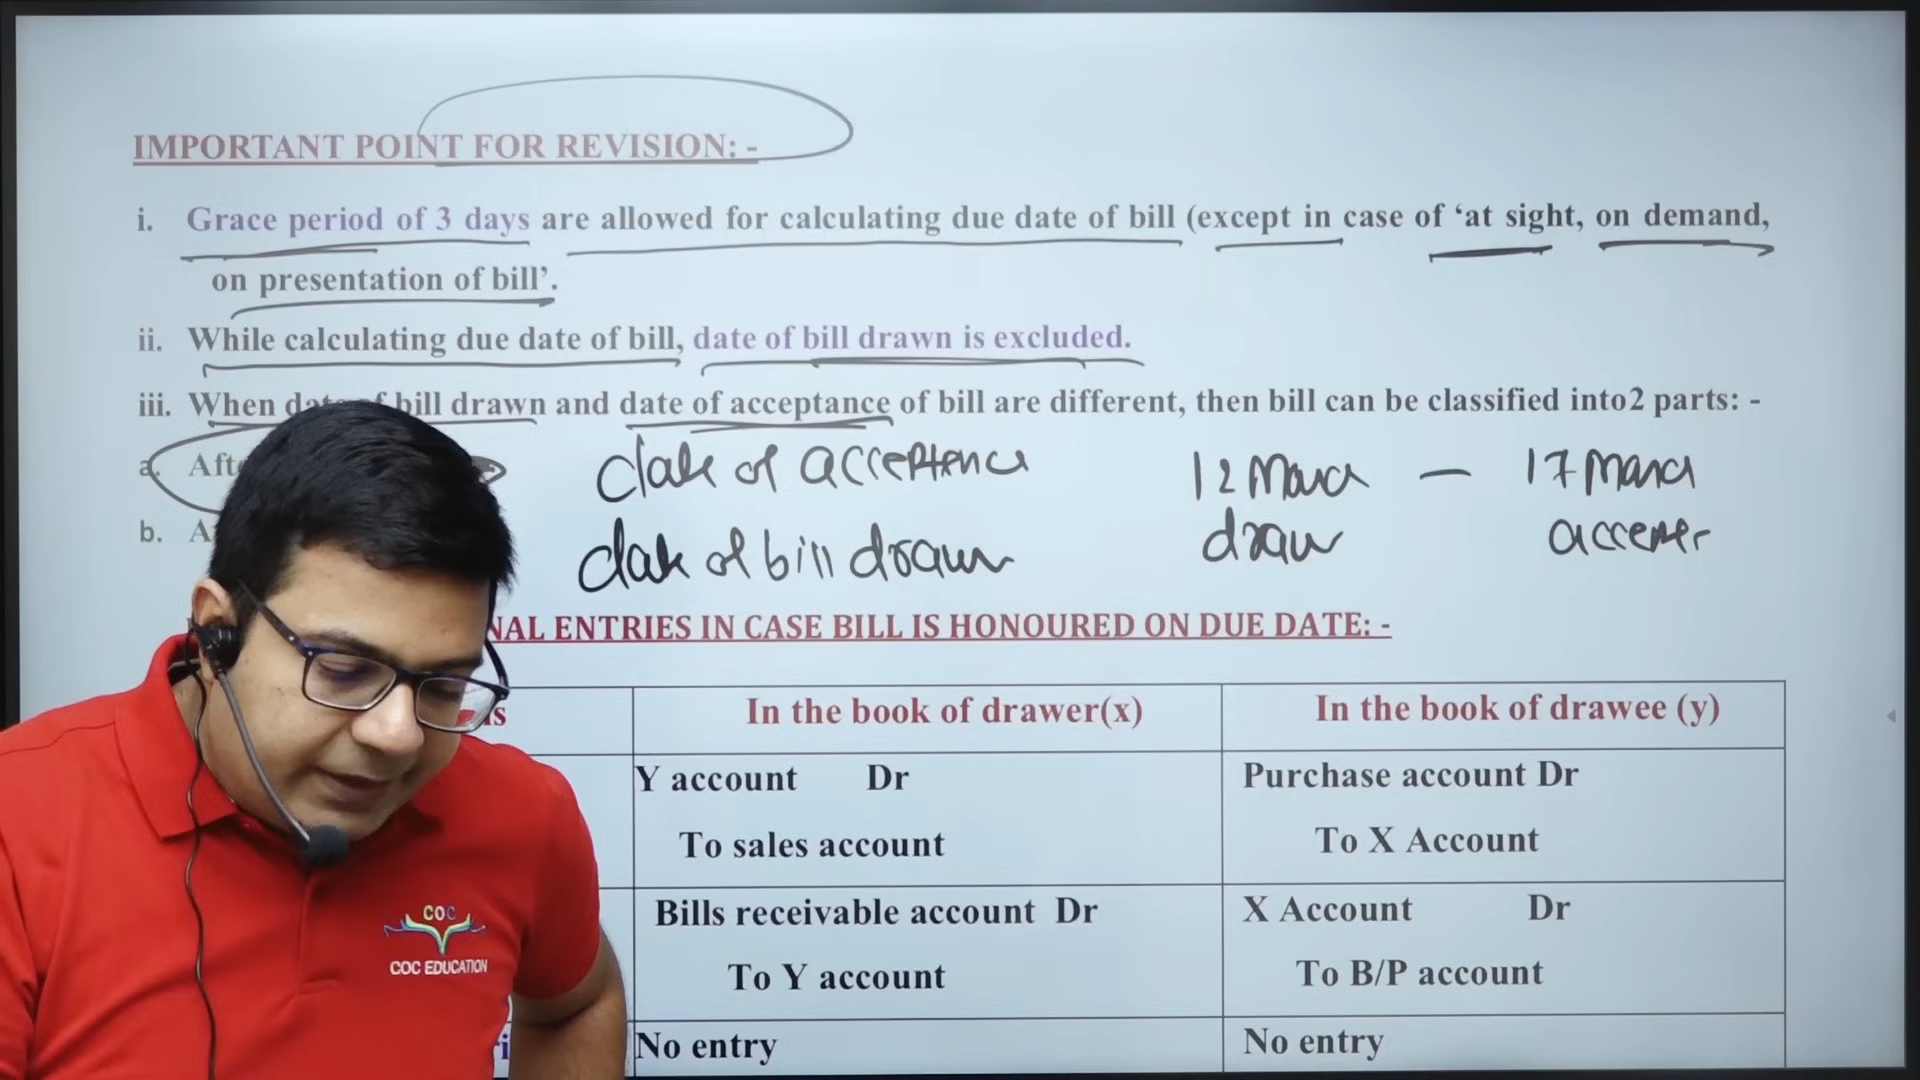 IMPORTANT POINT FOR REVISION: -
i. Grace period of 3 days are allowed for calculating due date of bill (except in case of ‘at sight, on demand,
on presentation of bill’.
ii. While calculating due date of bill, date of bill drawn is excluded.
iii. When date of bill drawn and date of acceptance of bill are different, then bill can be classified into2 parts: -
a.
date of acceptence 12 March — 17 March
b.
date of bill drawn draw
ENTRIES IN CASE BILL IS HONOURED ON DUE DATE: -
In the book of drawer(x) In the book of drawee (y)
Y account Dr Purchase account Dr
To sales account To X Account
Bills receivable account Dr X Account Dr
To Y account To B/P account
No entry No entry
COC
COC EDUCATION